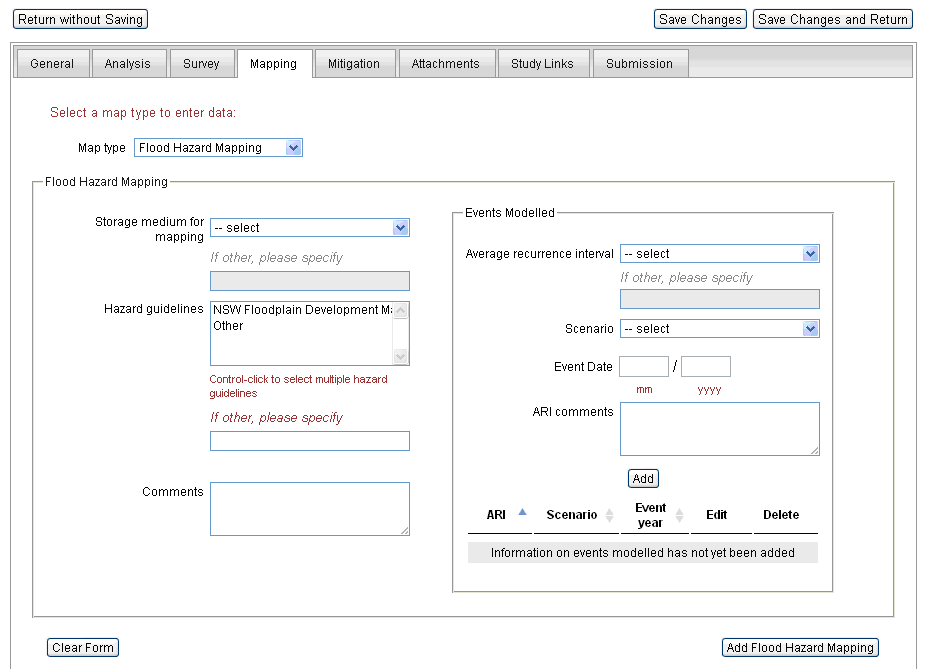 Return without Saving
Save Changes
Save Changes and Return
General
Analysis
Survey
Mapping
Mitigation
Attachments
Study Links
Submission
Select a map type to enter data:
Map type
Flood Hazard Mapping
Flood Hazard Mapping
Storage medium for
mapping
-- select
If other, please specify
Hazard guidelines
NSW Floodplain Development Ma
Other
Control-click to select multiple hazard
guidelines
If other, please specify
Comments
Events Modelled
Average recurrence interval
-- select
If other, please specify
Scenario
-- select
Event Date
/
mm
yyyy
ARI comments
Add
ARI
Scenario
Event
year
Edit
Delete
Information on events modelled has not yet been added
Clear Form
Add Flood Hazard Mapping